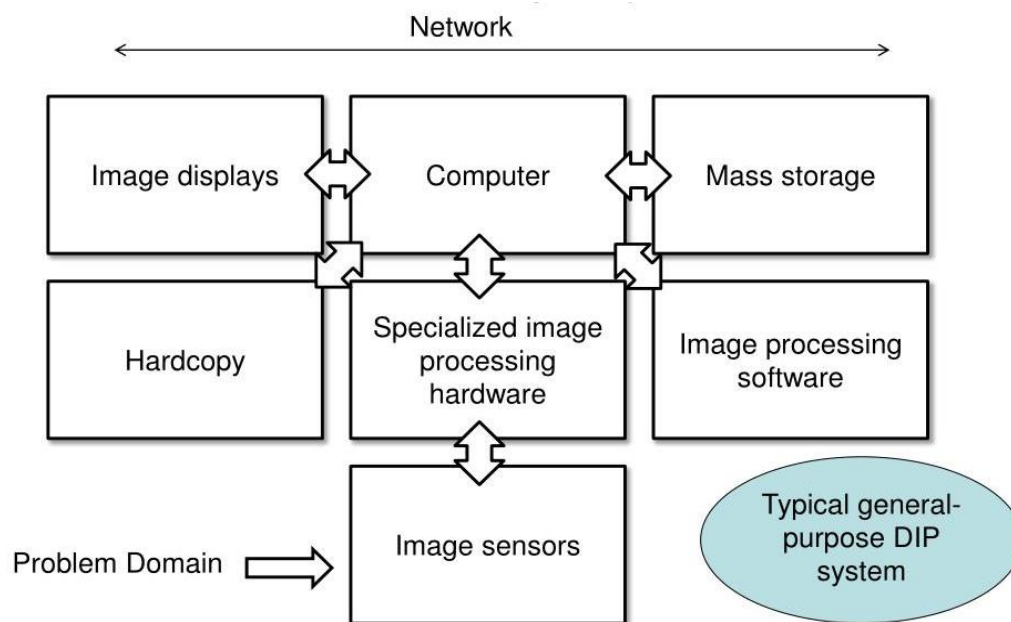 Network
Image displays
Computer
Mass storage
Hardcopy
Specialized image
processing
hardware
Image processing
software
Problem Domain
Image sensors
Typical general-
purpose DIP
system